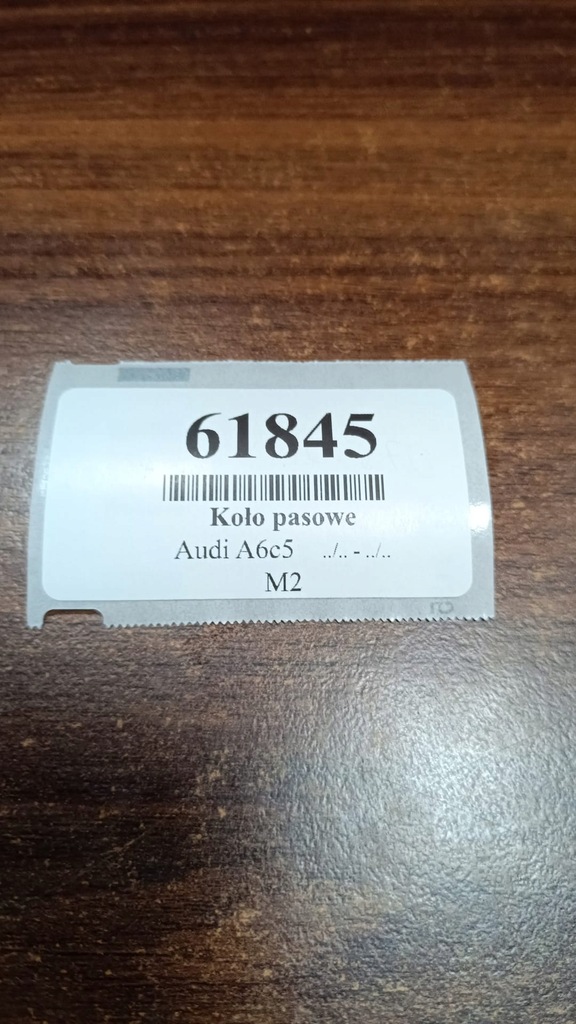 61845
Koło pasowe
Audi A6c5 ../.. - ../..
M2